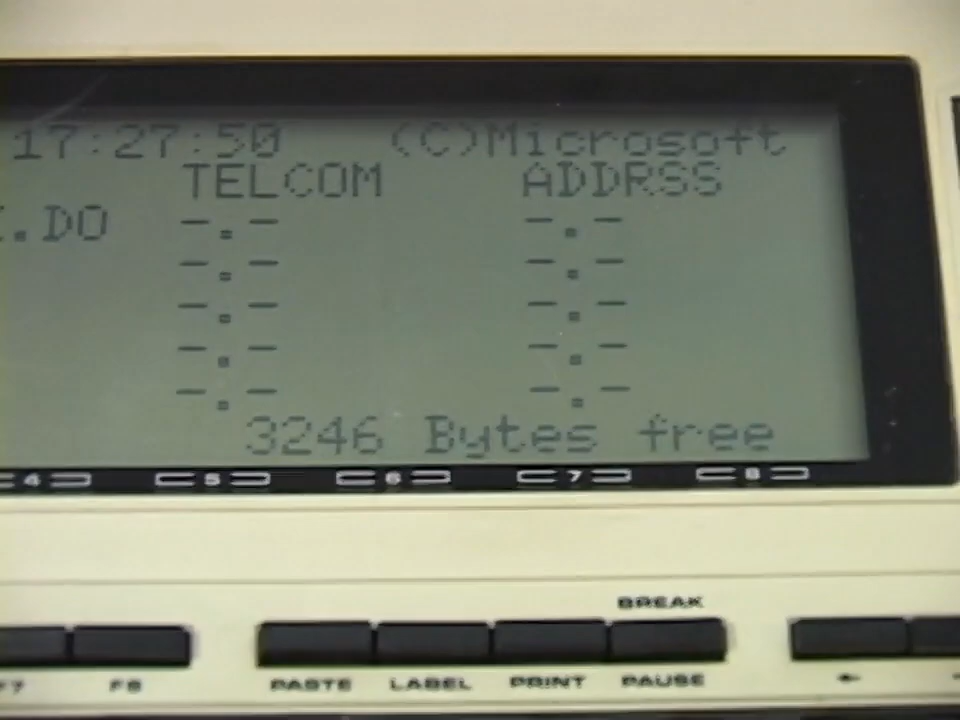 17:27:50 (C)Microsoft
TELCOM ADDRSS
.DO -.- -.-
-.- -.-
-.- -.-
-.- -.-
-.- -.-
3246 Bytes free
4 5 6 7 8
BREAK
F7 F8 PASTE LABEL PRINT PAUSE ←